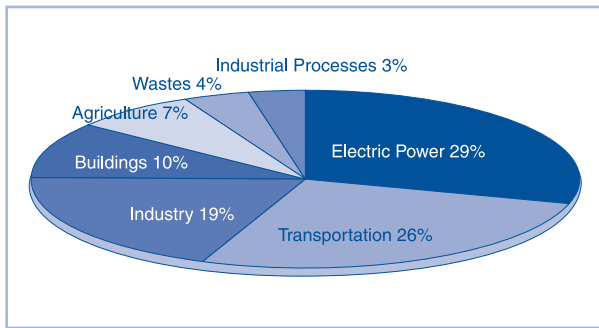 Industrial Processes 3%
Wastes 4%
Agriculture 7%
Electric Power 29%
Buildings 10%
Industry 19%
Transportation 26%